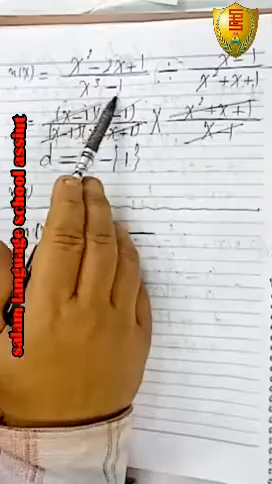 n(x) = x² - 2x + 1 / x³ - 1 ÷ x - 1 / x² + x + 1
= (x-1)(x-1) / (x-1)( x+1) × x² + x + 1 / x - 1
d = - {1}
salam language school assiut